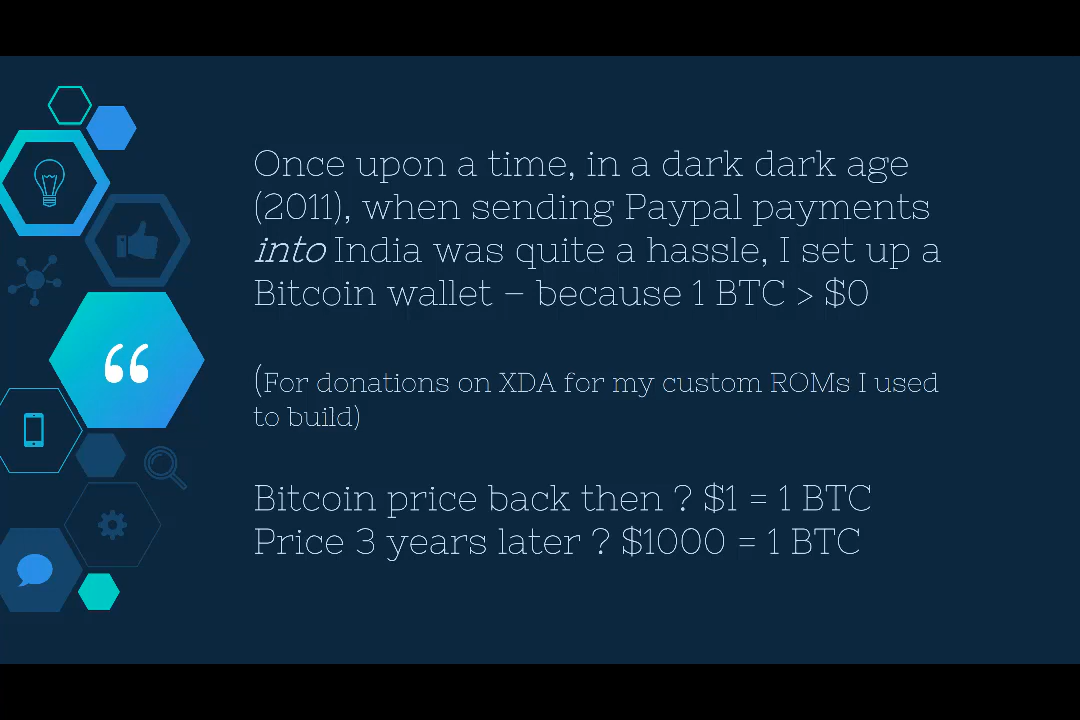 Once upon a time, in a dark dark age
(2011), when sending Paypal payments
into India was quite a hassle, I set up a
Bitcoin wallet – because 1 BTC > $0
(For donations on XDA for my custom ROMs I used
to build)
Bitcoin price back then ? $1 = 1 BTC
Price 3 years later ? $1000 = 1 BTC